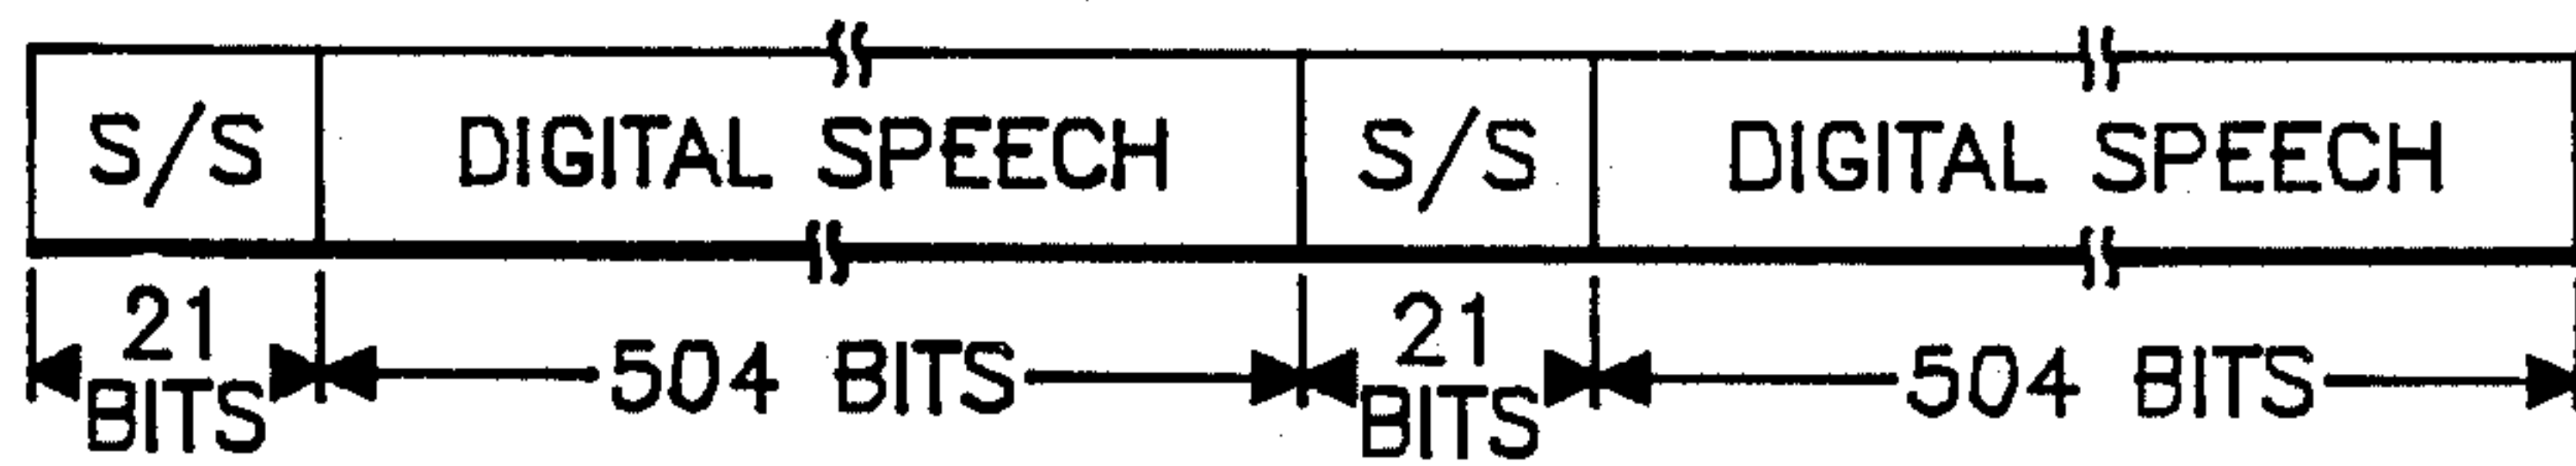 S/S DIGITAL SPEECH S/S DIGITAL SPEECH
21 BITS 504 BITS 21 BITS 504 BITS